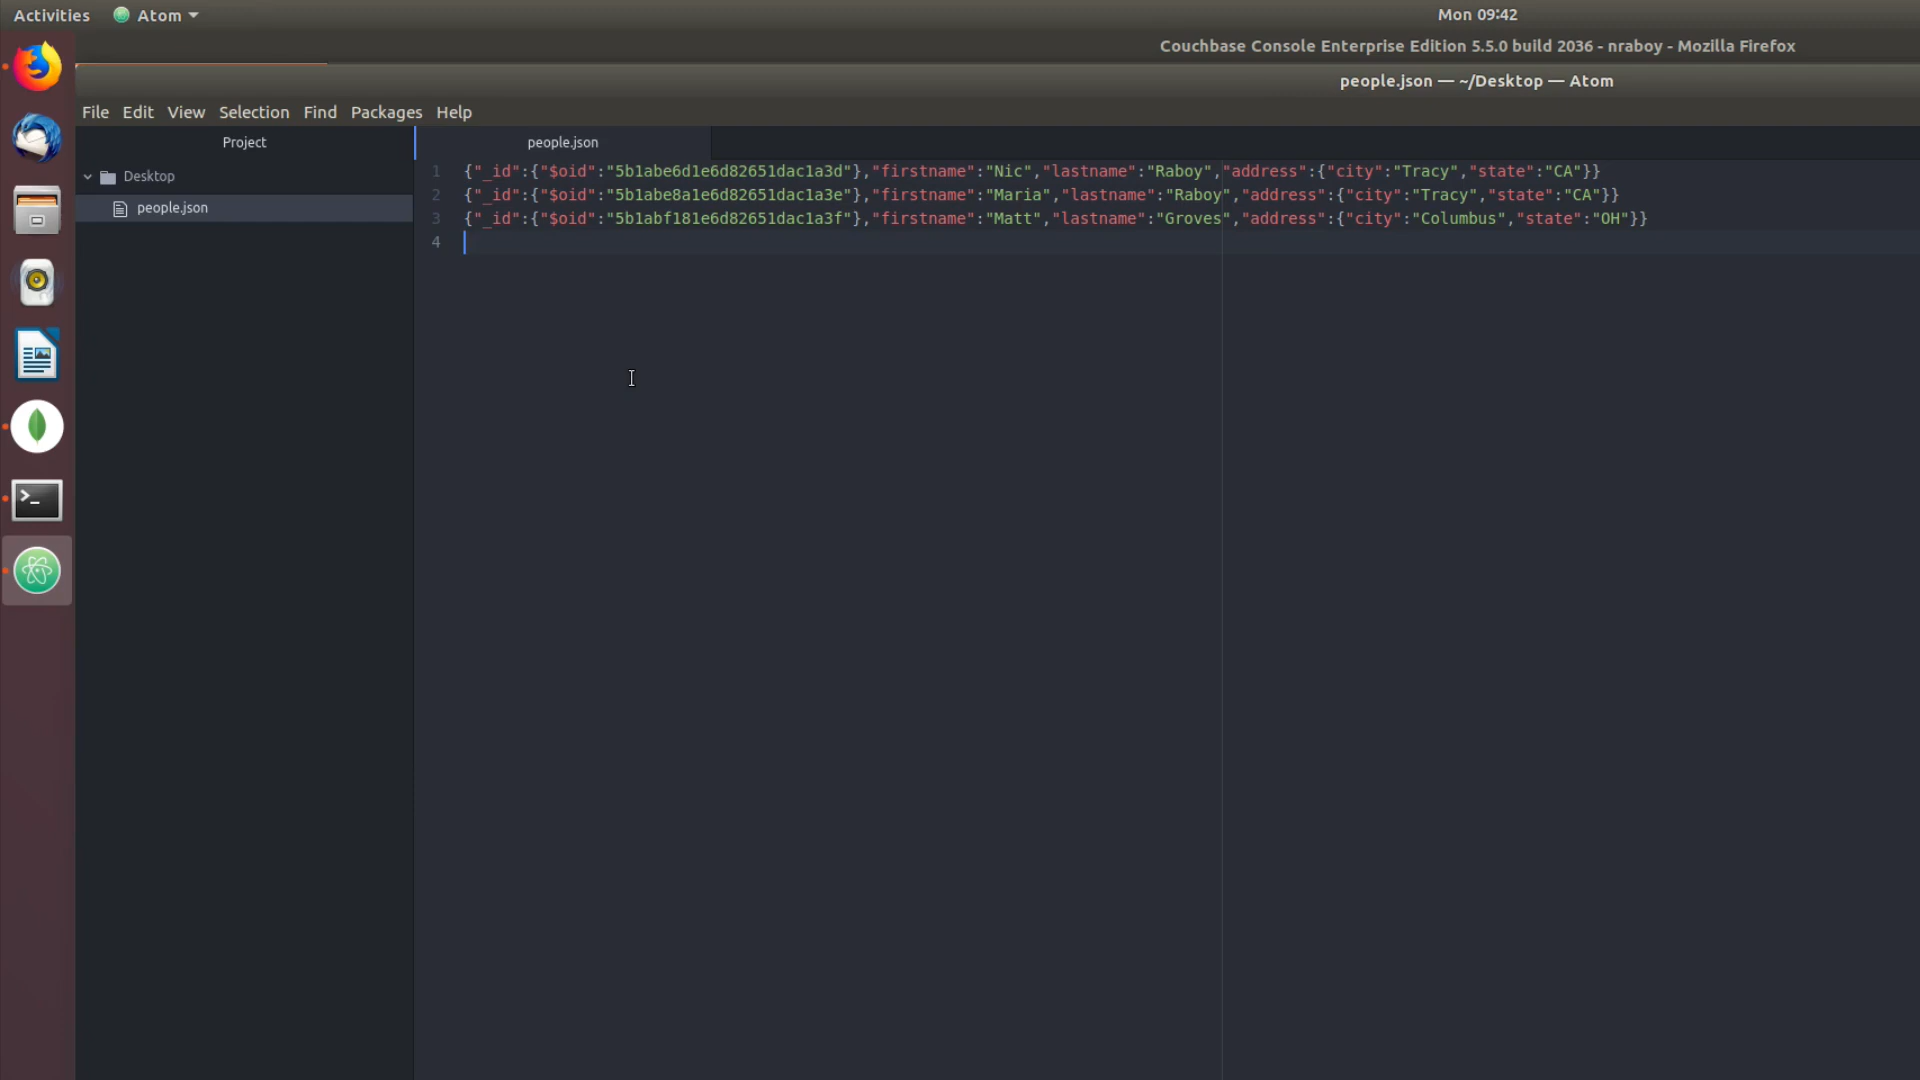 Activities Atom Mon 09:42
Couchbase Console Enterprise Edition 5.5.0 build 2036 - nraboy - Mozilla Firefox
people.json — ~/Desktop — Atom
File Edit View Selection Find Packages Help
Project
people.json
Desktop
people.json
1 {"_id":{"$oid":"5b1abe6d1e6d82651dac1a3d"},"firstname":"Nic","lastname":"Raboy","address":{"city":"Tracy","state":"CA"}}
2 {"_id":{"$oid":"5b1abe8a1e6d82651dac1a3e"},"firstname":"Maria","lastname":"Raboy","address":{"city":"Tracy","state":"CA"}}
3 {"_id":{"$oid":"5b1abf181e6d82651dac1a3f"},"firstname":"Matt","lastname":"Groves","address":{"city":"Columbus","state":"OH"}}
4